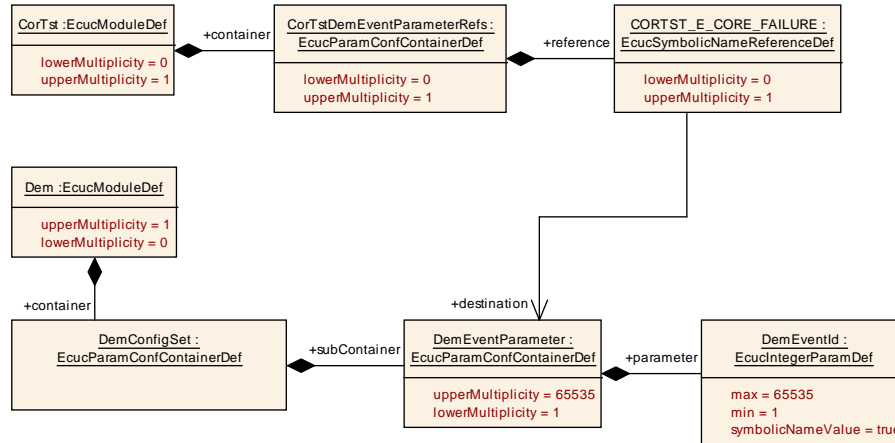 CorTst :EcucModuleDef
lowerMultiplicity = 0
upperMultiplicity = 1
+container
CorTstDemEventParameterRefs :
EcucParamConfContainerDef
lowerMultiplicity = 0
upperMultiplicity = 1
+reference
CORTST_E_CORE_FAILURE :
EcucSymbolicNameReferenceDef
lowerMultiplicity = 0
upperMultiplicity = 1
Dem :EcucModuleDef
upperMultiplicity = 1
lowerMultiplicity = 0
+container
+destination
DemConfigSet :
EcucParamConfContainerDef
+subContainer
DemEventParameter :
EcucParamConfContainerDef
upperMultiplicity = 65535
lowerMultiplicity = 1
+parameter
DemEventId :
EcucIntegerParamDef
max = 65535
min = 1
symbolicNameValue = true